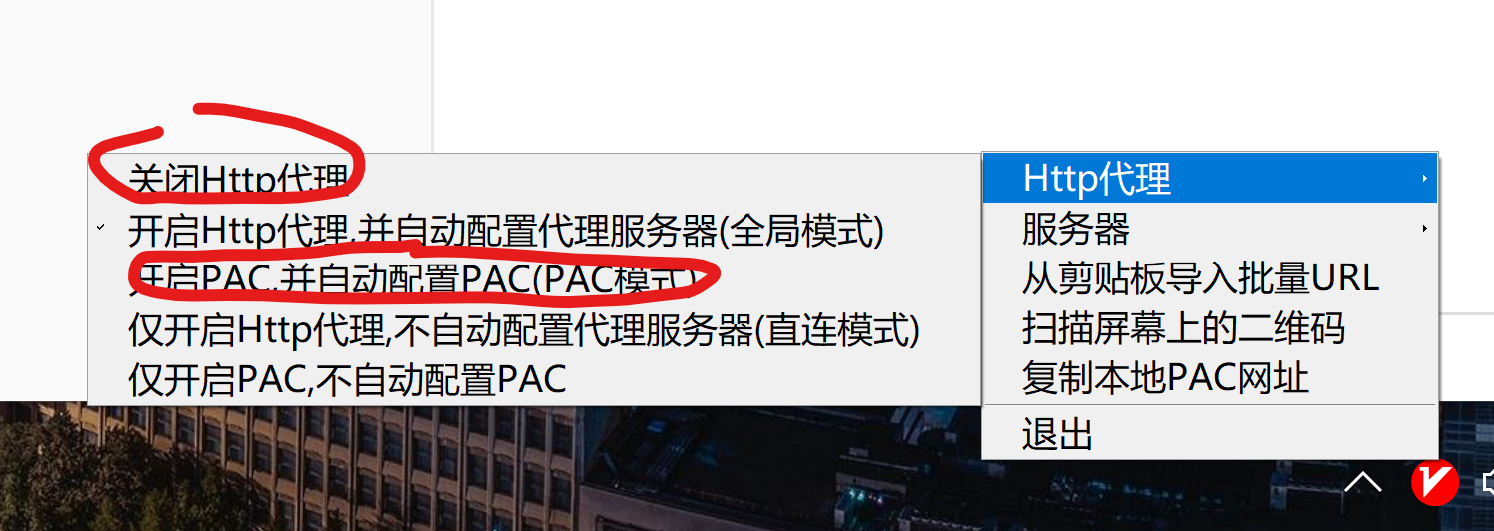 关闭Http代理
开启Http代理,并自动配置代理服务器(全局模式)
开启PAC,并自动配置PAC(PAC模式)
仅开启Http代理,不自动配置代理服务器(直连模式)
仅开启PAC,不自动配置PAC
Http代理
服务器
从剪贴板导入批量URL
扫描屏幕上的二维码
复制本地PAC网址
退出